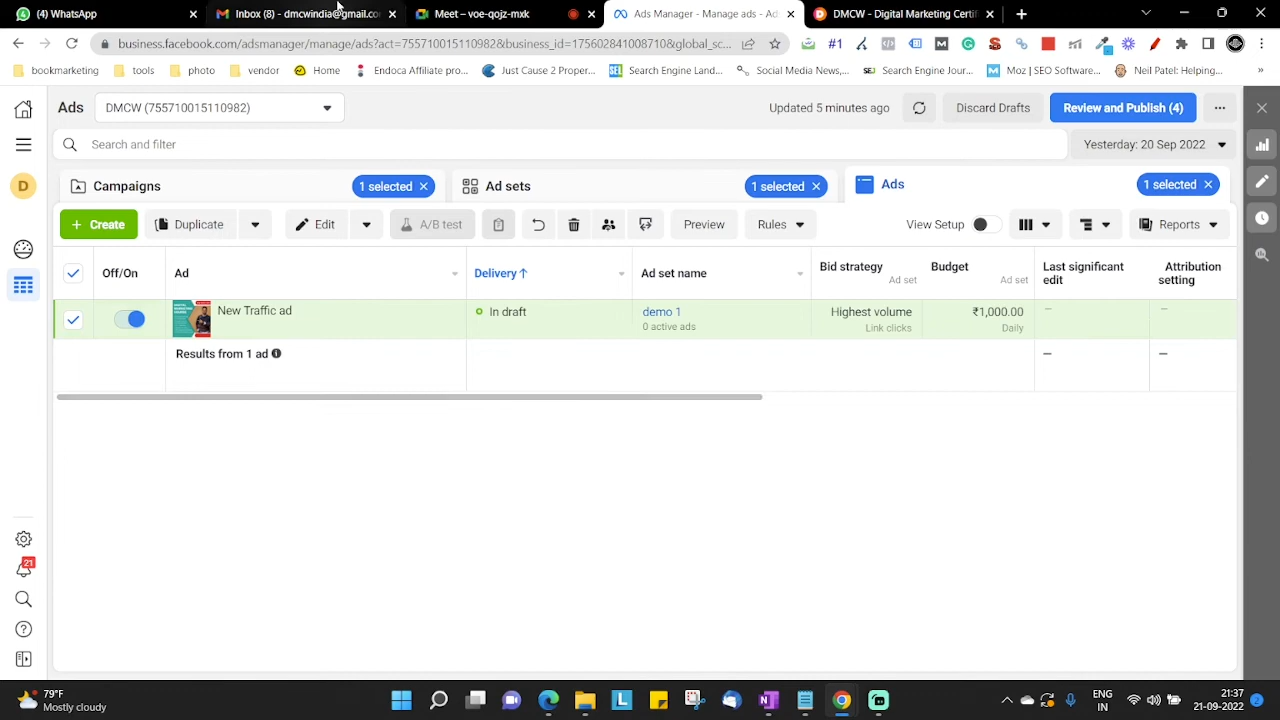 WhatsApp
Inbox (8) - dmcwindia@gmail.co
Meet – voe-qojz-mxk
Ads Manager - Manage ads - Ads
DMCW - Digital Marketing Certifi
business.facebook.com/adsmanager/manage/ads?act=755710015110982&business_id=175602841008710&global_sc...
#1
bookmarketing
tools
photo
vendor
Home
Endoca Affiliate pro...
Just Cause 2 Proper...
Search Engine Land...
Social Media News,...
Search Engine Jour...
Moz | SEO Software...
Neil Patel: Helping...
»
Ads
DMCW (755710015110982)
Updated 5 minutes ago
Discard Drafts
Review and Publish (4)
Search and filter
Yesterday: 20 Sep 2022
D
Campaigns
1 selected
Ad sets
1 selected
Ads
1 selected
+ Create
Duplicate
Edit
A/B test
Preview
Rules
View Setup
Reports
Off/On
Ad
Delivery ↑
Ad set name
Bid strategy
Ad set
Budget
Ad set
Last significant edit
Attribution setting
New Traffic ad
In draft
demo 1
0 active ads
Highest volume
Link clicks
₹1,000.00
Daily
–
–
Results from 1 ad
–
–
21
79°F
Mostly cloudy
ENG
IN
21:37
21-09-2022
2